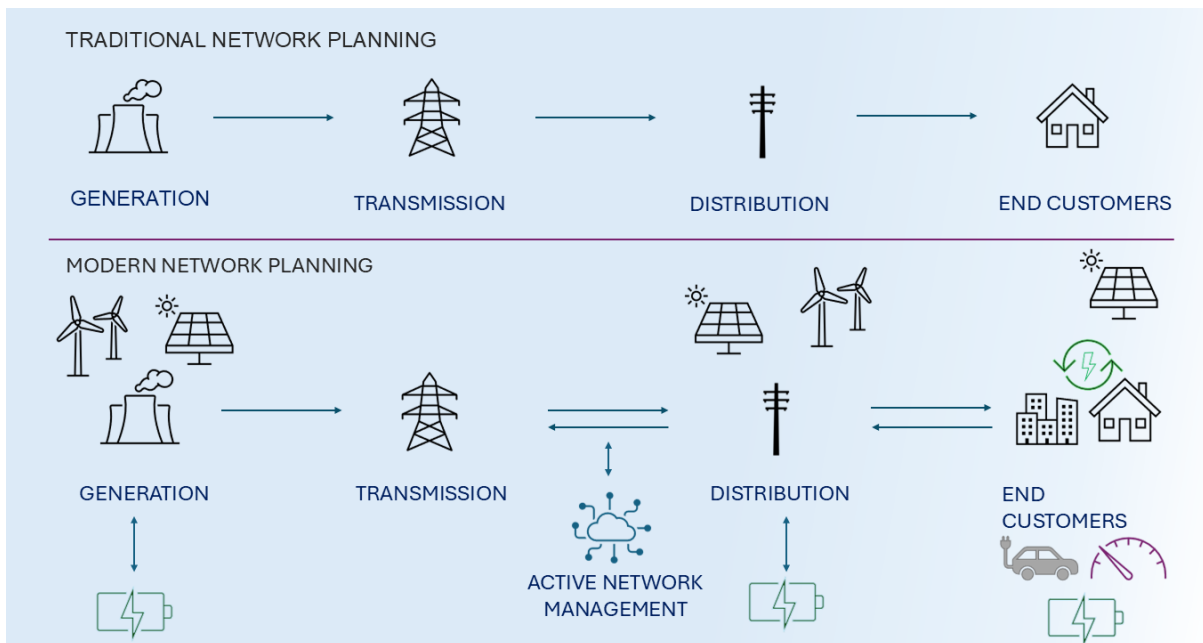 TRADITIONAL NETWORK PLANNING
GENERATION
TRANSMISSION
DISTRIBUTION
END CUSTOMERS
MODERN NETWORK PLANNING
GENERATION
TRANSMISSION
DISTRIBUTION
END
CUSTOMERS
ACTIVE NETWORK
MANAGEMENT